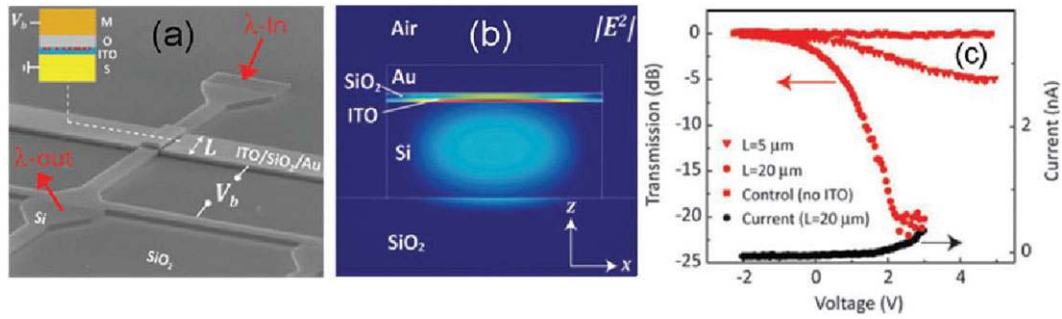 V_b
M
O
ITO
S
(a)
λ-In
L
ITO/SiO₂/Au
λ-out
V_b
Si
SiO₂
(b)
|E²|
Air
Au
SiO₂
ITO
Si
SiO₂
z
x
(c)
Transmission (dB)
0
-5
-10
-15
-20
-25
L=5 μm
L=20 μm
Control (no ITO)
Current (L=20 μm)
-2
0
2
4
Voltage (V)
2
0
Current (nA)